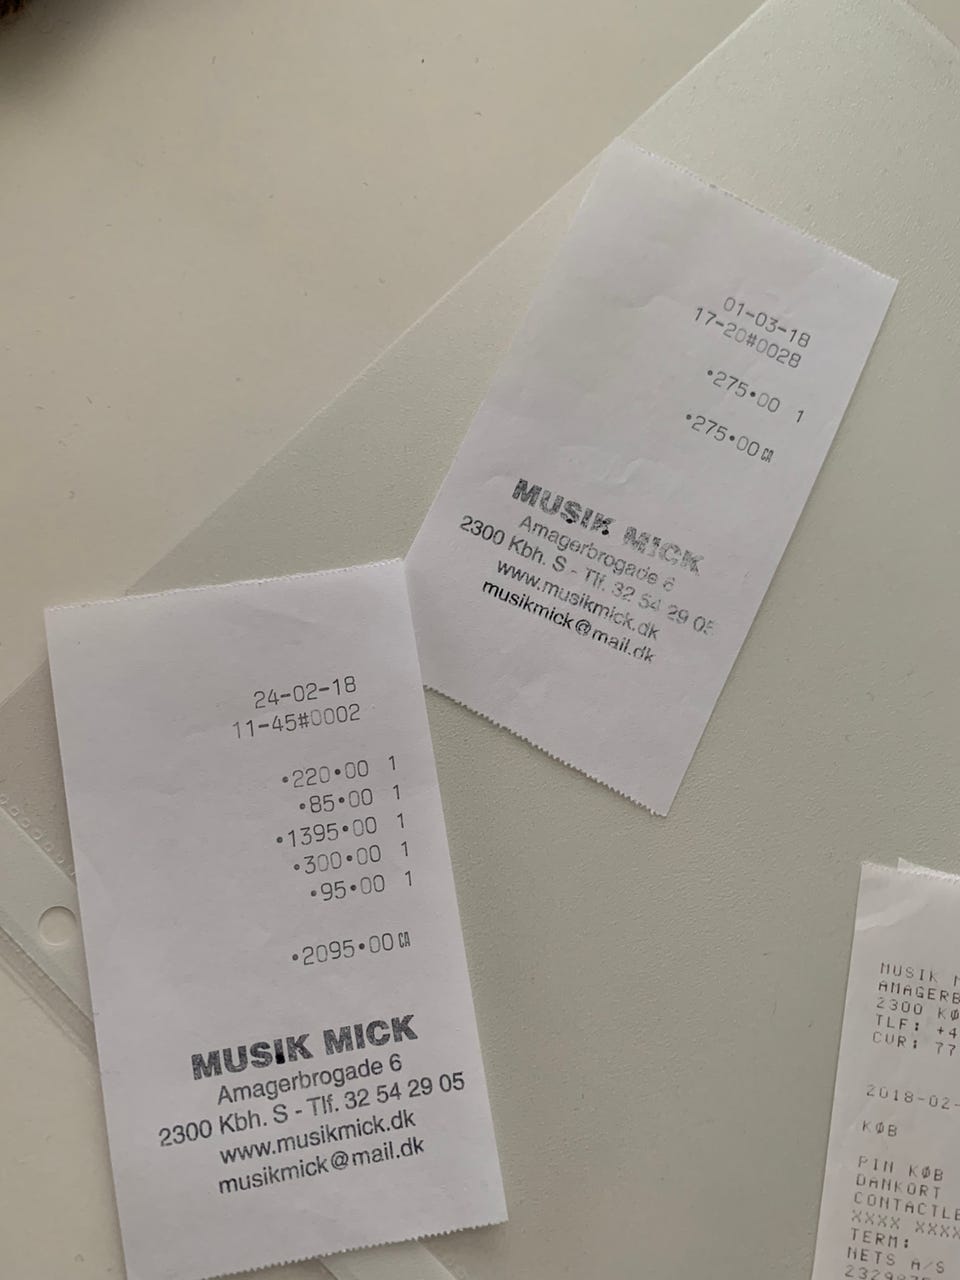 01-03-18
17-20#0028
•275•00 1
•275•00 CA
MUSIK MICK
Amagerbrogade 6
2300 Kbh. S - Tlf. 32 54 29 05
www.musikmick.dk
musikmick@mail.dk
24-02-18
11-45#0002
•220•00 1
•85•00 1
•1395•00 1
•300•00 1
•95•00 1
•2095•00 CA
MUSIK MICK
Amagerbrogade 6
2300 Kbh. S - Tlf. 32 54 29 05
www.musikmick.dk
musikmick@mail.dk
MUSIK
AMAGERB
2300 KØ
TLF: +4
CVR: 77
2018-02-
KØB
PIN KØB
DANKORT
CONTACTLE
XXXX XXXX
TERM:
NETS A/S